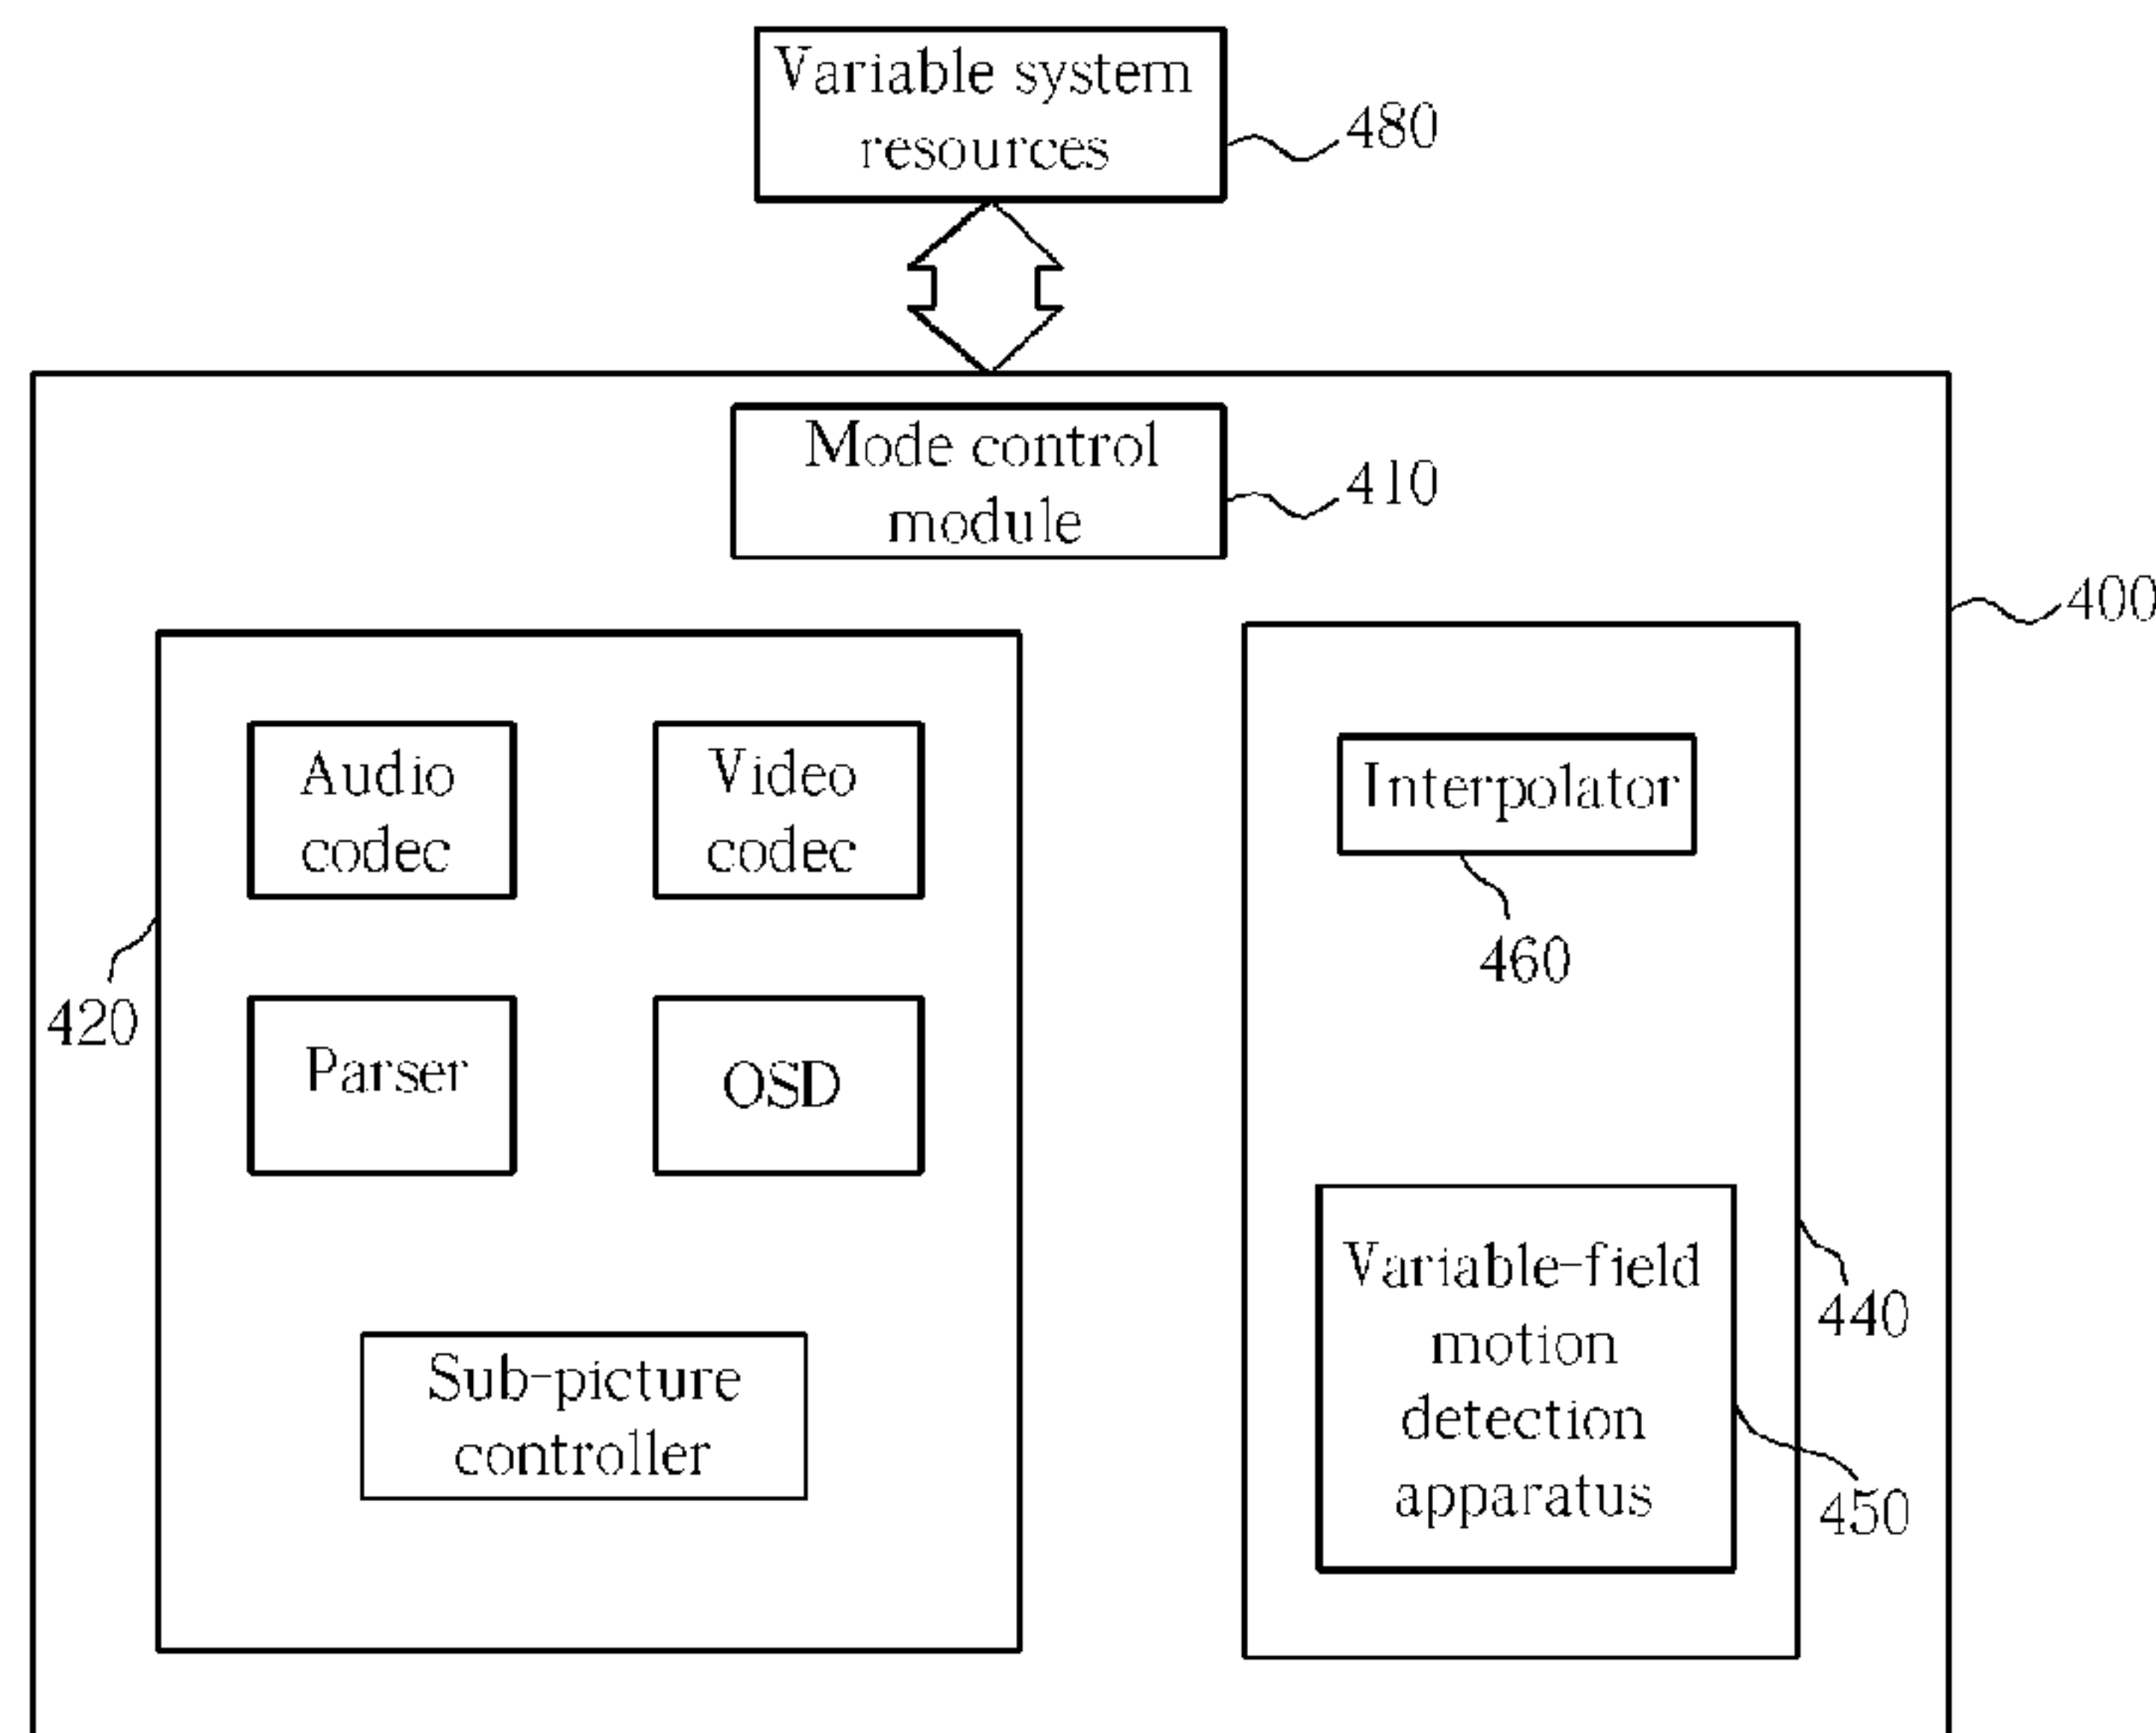 Variable system
resources
480
Mode control
module
410
400
Audio
codec
Video
codec
Interpolator
460
420
Parser
OSD
Variable-field
motion
detection
apparatus
440
450
Sub-picture
controller